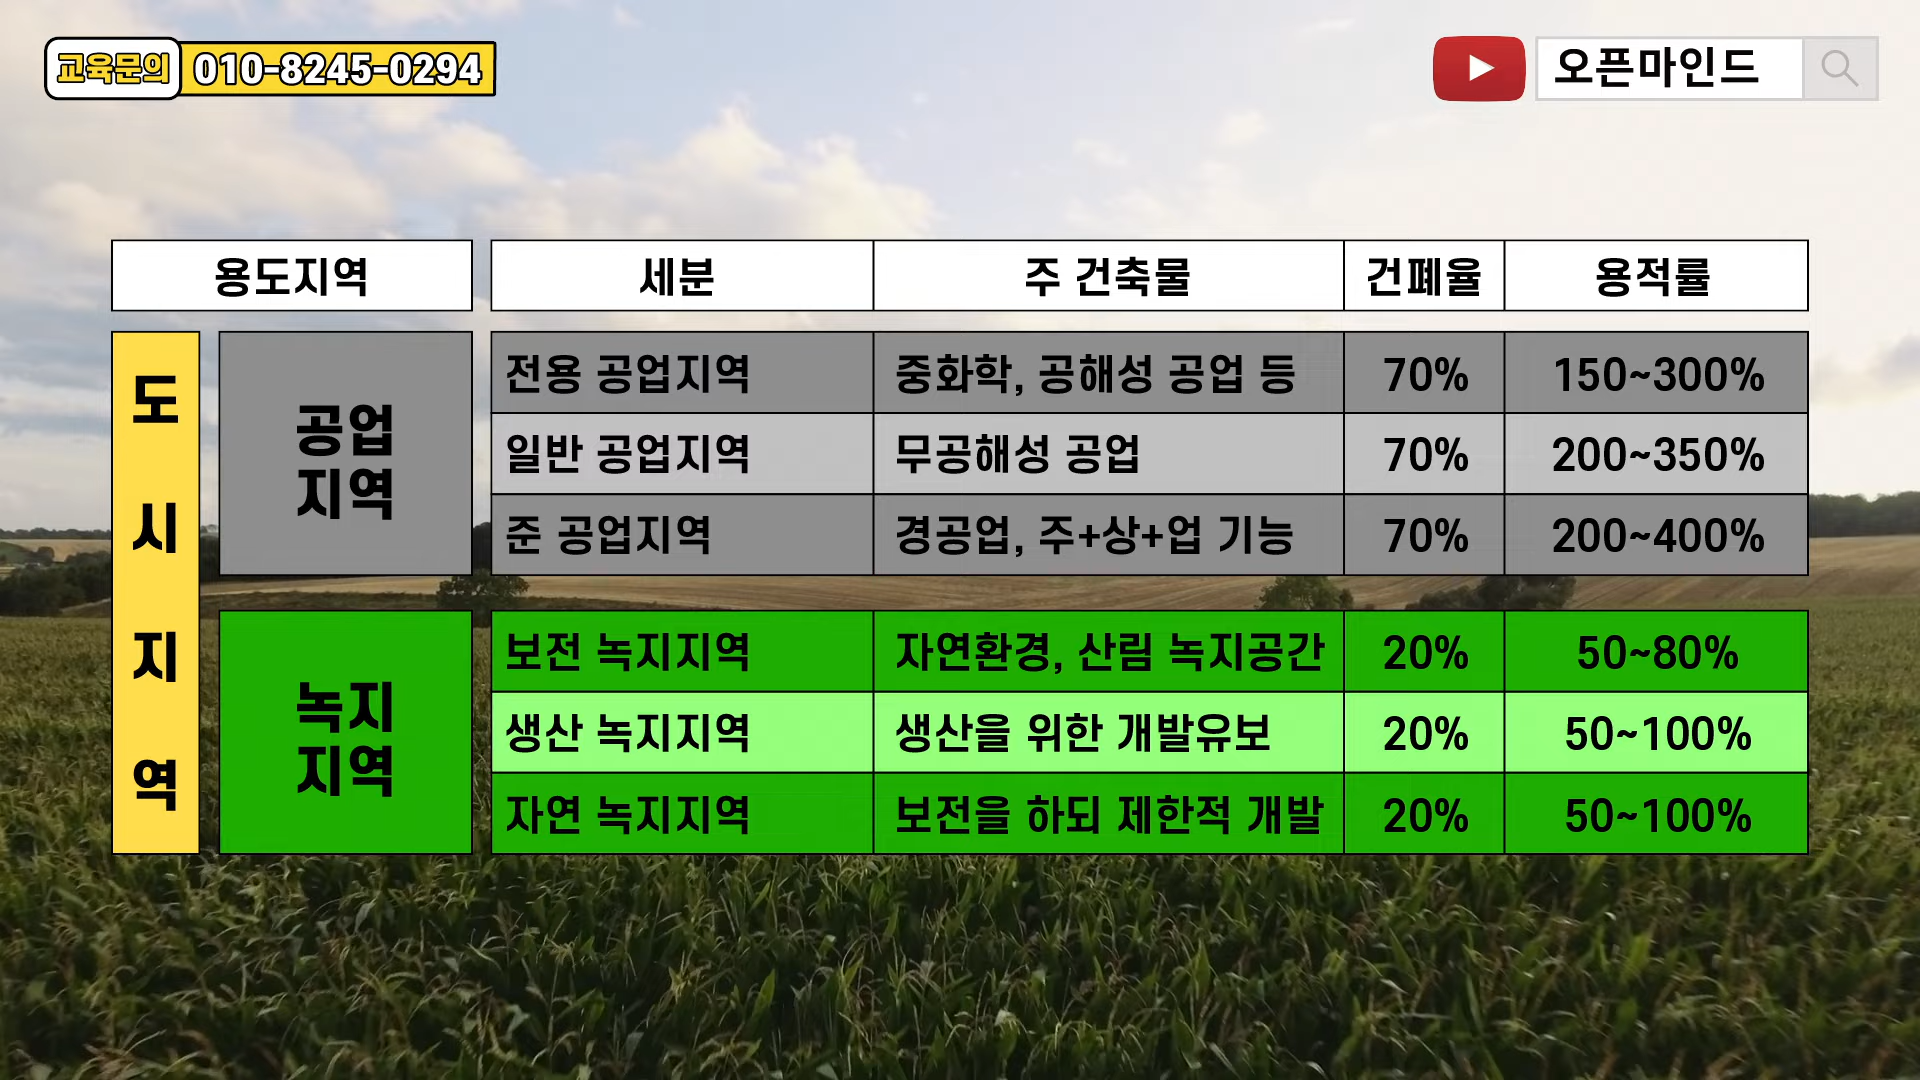 교육문의 010-8245-0294
오픈마인드
용도지역 세분 주 건축물 건폐율 용적률
도시지역
공업
지역
전용 공업지역 중화학, 공해성 공업 등 70% 150~300%
일반 공업지역 무공해성 공업 70% 200~350%
준 공업지역 경공업, 주+상+업 기능 70% 200~400%
녹지
지역
보전 녹지지역 자연환경, 산림 녹지공간 20% 50~80%
생산 녹지지역 생산을 위한 개발유보 20% 50~100%
자연 녹지지역 보전을 하되 제한적 개발 20% 50~100%